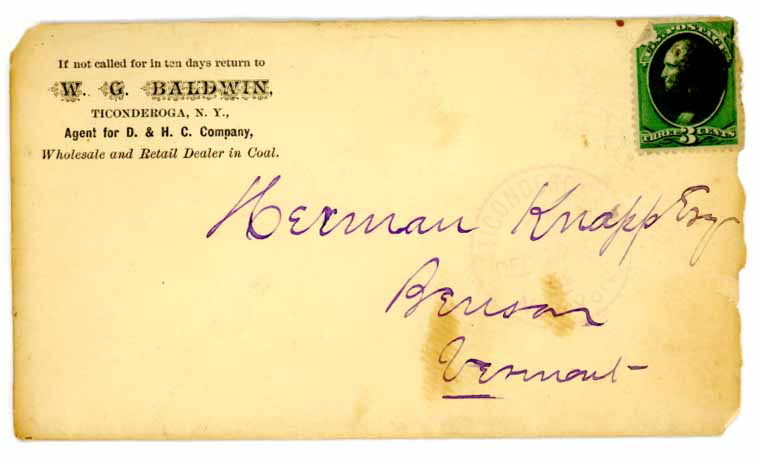 If not called for in ten days return to
W. G. BALDWIN,
TICONDEROGA, N. Y.,
Agent for D. & H. C. Company,
Wholesale and Retail Dealer in Coal.
U.S. POSTAGE
THREE 3 CENTS
Herman Knapp Esq
Benson
Vermont